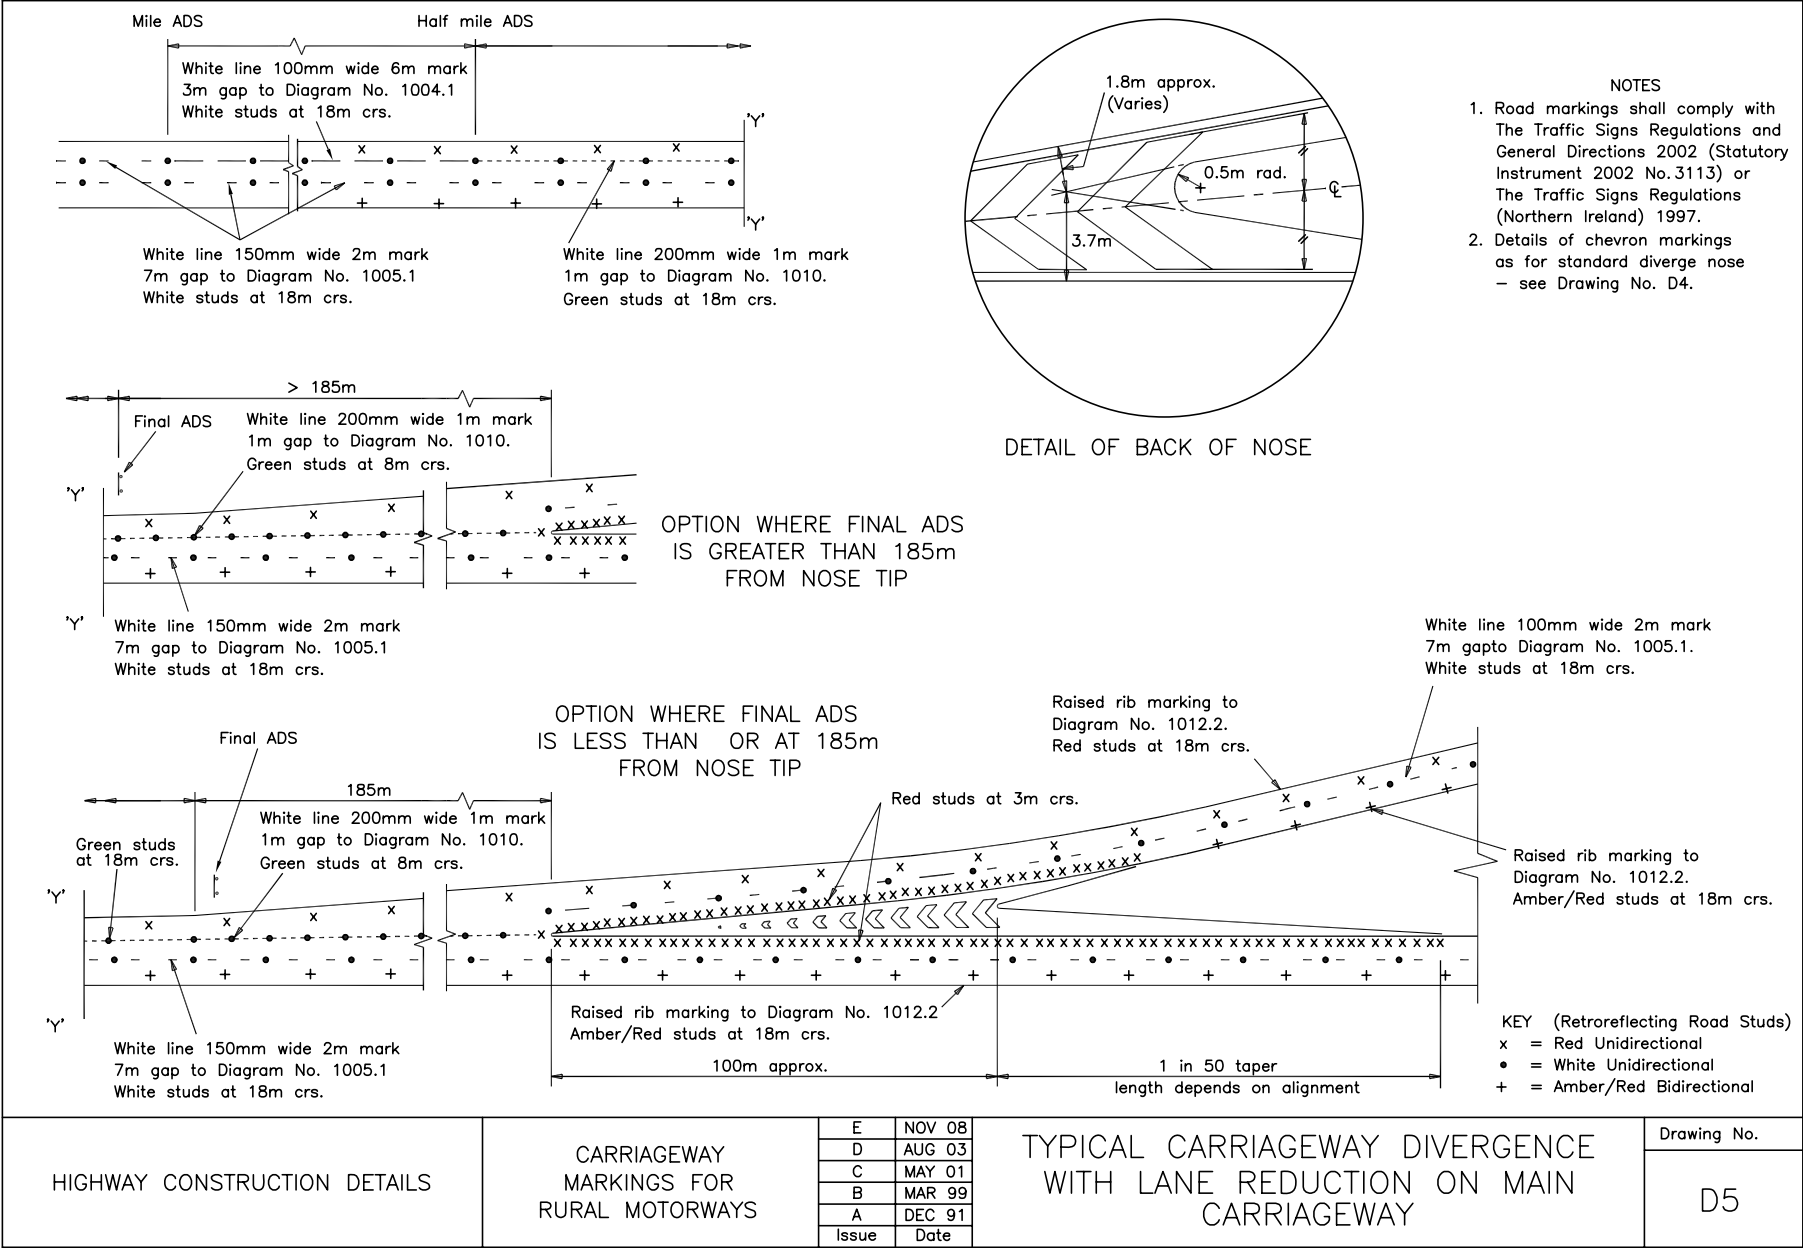 Mile ADS
Half mile ADS
White line 100mm wide 6m mark
3m gap to Diagram No. 1004.1
White studs at 18m crs.
'Y'
'Y'
White line 150mm wide 2m mark
7m gap to Diagram No. 1005.1
White studs at 18m crs.
White line 200mm wide 1m mark
1m gap to Diagram No. 1010.
Green studs at 18m crs.
1.8m approx.
(Varies)
0.5m rad.
℄
3.7m
DETAIL OF BACK OF NOSE
NOTES
1. Road markings shall comply with
The Traffic Signs Regulations and
General Directions 2002 (Statutory
Instrument 2002 No.3113) or
The Traffic Signs Regulations
(Northern Ireland) 1997.
2. Details of chevron markings
as for standard diverge nose
– see Drawing No. D4.
> 185m
Final ADS
White line 200mm wide 1m mark
1m gap to Diagram No. 1010.
Green studs at 8m crs.
'Y'
'Y'
OPTION WHERE FINAL ADS
IS GREATER THAN 185m
FROM NOSE TIP
White line 150mm wide 2m mark
7m gap to Diagram No. 1005.1
White studs at 18m crs.
OPTION WHERE FINAL ADS
IS LESS THAN OR AT 185m
FROM NOSE TIP
Final ADS
185m
White line 200mm wide 1m mark
1m gap to Diagram No. 1010.
Green studs at 8m crs.
Green studs
at 18m crs.
'Y'
'Y'
White line 150mm wide 2m mark
7m gap to Diagram No. 1005.1
White studs at 18m crs.
Red studs at 3m crs.
Raised rib marking to
Diagram No. 1012.2.
Red studs at 18m crs.
White line 100mm wide 2m mark
7m gapto Diagram No. 1005.1.
White studs at 18m crs.
Raised rib marking to
Diagram No. 1012.2.
Amber/Red studs at 18m crs.
Raised rib marking to Diagram No. 1012.2
Amber/Red studs at 18m crs.
100m approx.
1 in 50 taper
length depends on alignment
KEY (Retroreflecting Road Studs)
x = Red Unidirectional
• = White Unidirectional
+ = Amber/Red Bidirectional
HIGHWAY CONSTRUCTION DETAILS
CARRIAGEWAY
MARKINGS FOR
RURAL MOTORWAYS
E NOV 08
D AUG 03
C MAY 01
B MAR 99
A DEC 91
Issue Date
TYPICAL CARRIAGEWAY DIVERGENCE
WITH LANE REDUCTION ON MAIN
CARRIAGEWAY
Drawing No.
D5